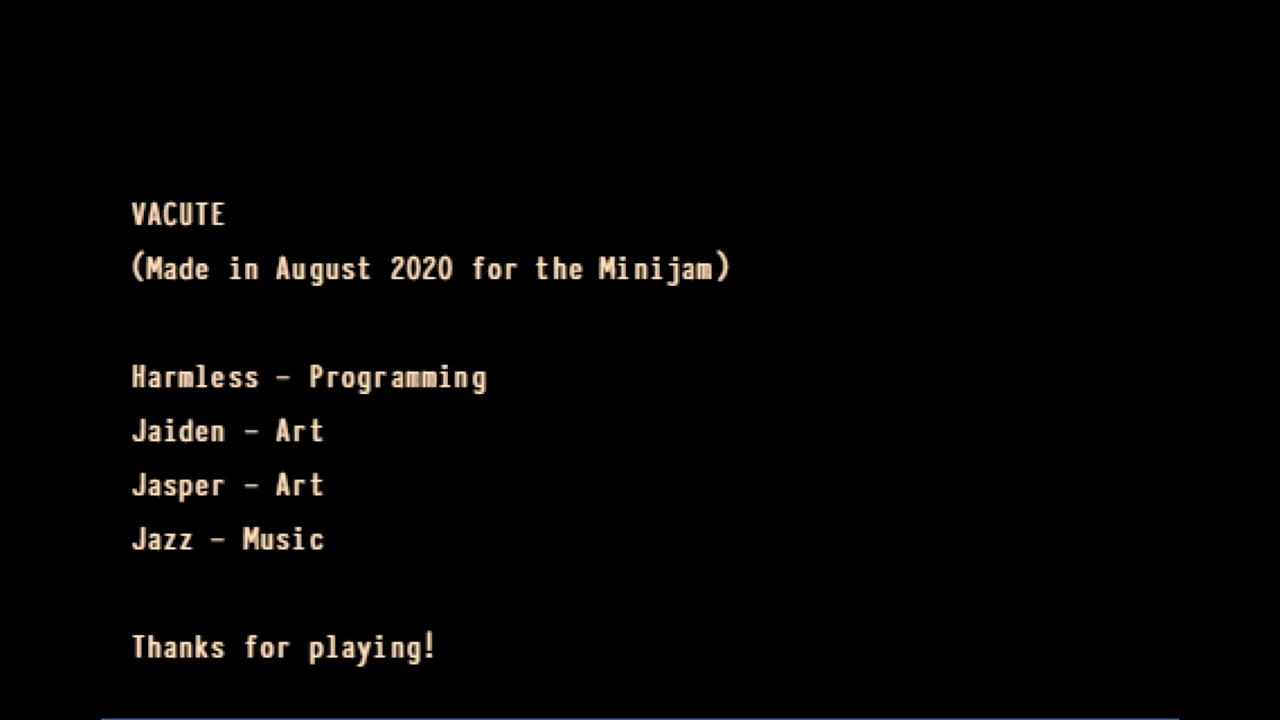 VACUTE
(Made in August 2020 for the Minijam)
Harmless - Programming
Jaiden - Art
Jasper - Art
Jazz - Music
Thanks for playing!